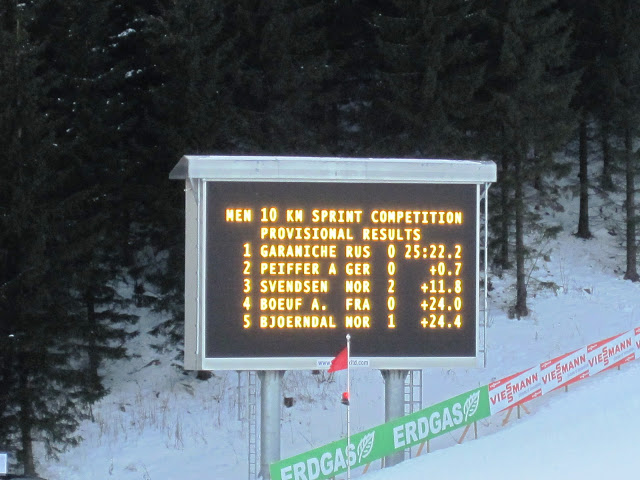 MEN 10 KM SPRINT COMPETITION
PROVISIONAL RESULTS
1 GARANICHE RUS 0 25:22.2
2 PEIFFER A GER 0 +0.7
3 SVENDSEN NOR 2 +11.8
4 BOEUF A. FRA 0 +24.0
5 BJOERNDAL NOR 1 +24.4
ERDGAS ERDGAS VIESSMANN VIESSMANN VIESSMANN